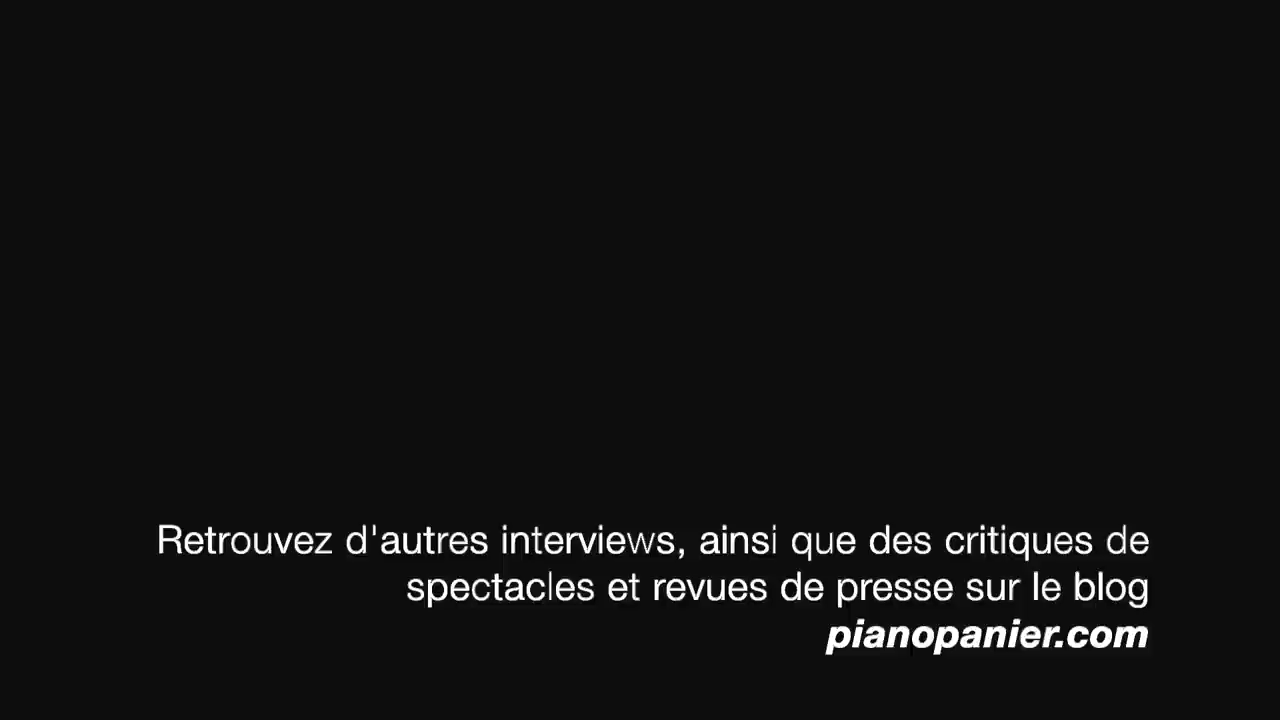 Retrouvez d'autres interviews, ainsi que des critiques de
spectacles et revues de presse sur le blog
pianopanier.com